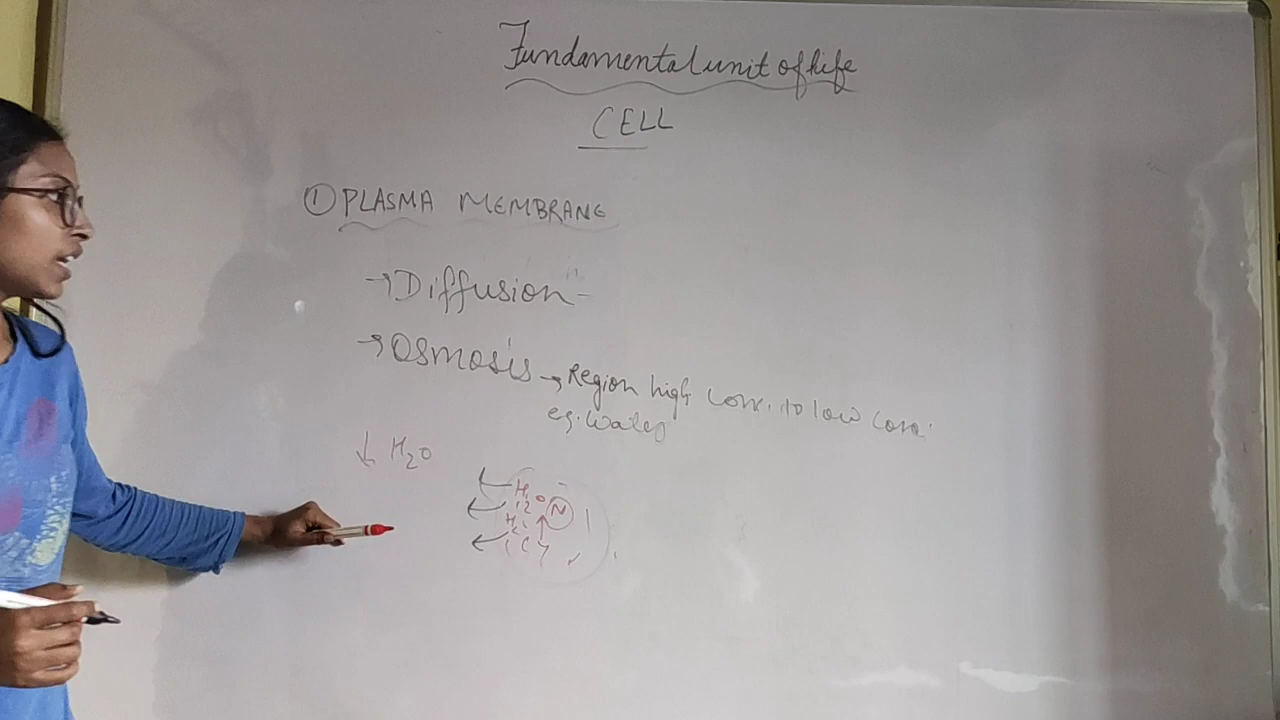 Fundamental unit of life
CELL
① PLASMA MEMBRANE
→ Diffusion -
→ Osmosis → Region high conc. to low conc.
eg. Water
↓ H2O
N